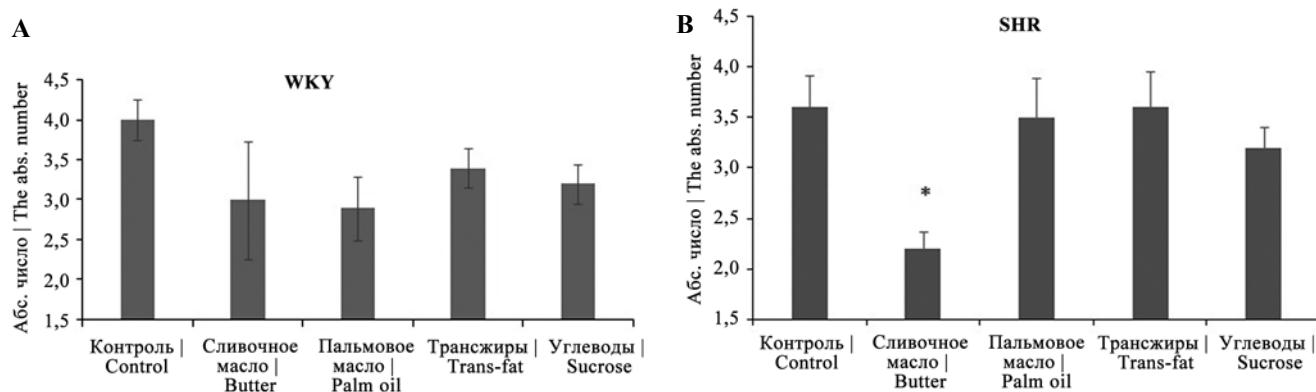 A
WKY
Абс. число | The abs. number
4,5
4,0
3,5
3,0
2,5
2,0
1,5
Контроль |
Control
Сливочное
масло |
Butter
Пальмовое
масло |
Palm oil
Трансжиры |
Trans-fat
Углеводы |
Sucrose
B
SHR
Абс. число | The abs. number
4,5
4,0
3,5
3,0
2,5
2,0
1,5
*
Контроль |
Control
Сливочное
масло |
Butter
Пальмовое
масло |
Palm oil
Трансжиры |
Trans-fat
Углеводы |
Sucrose